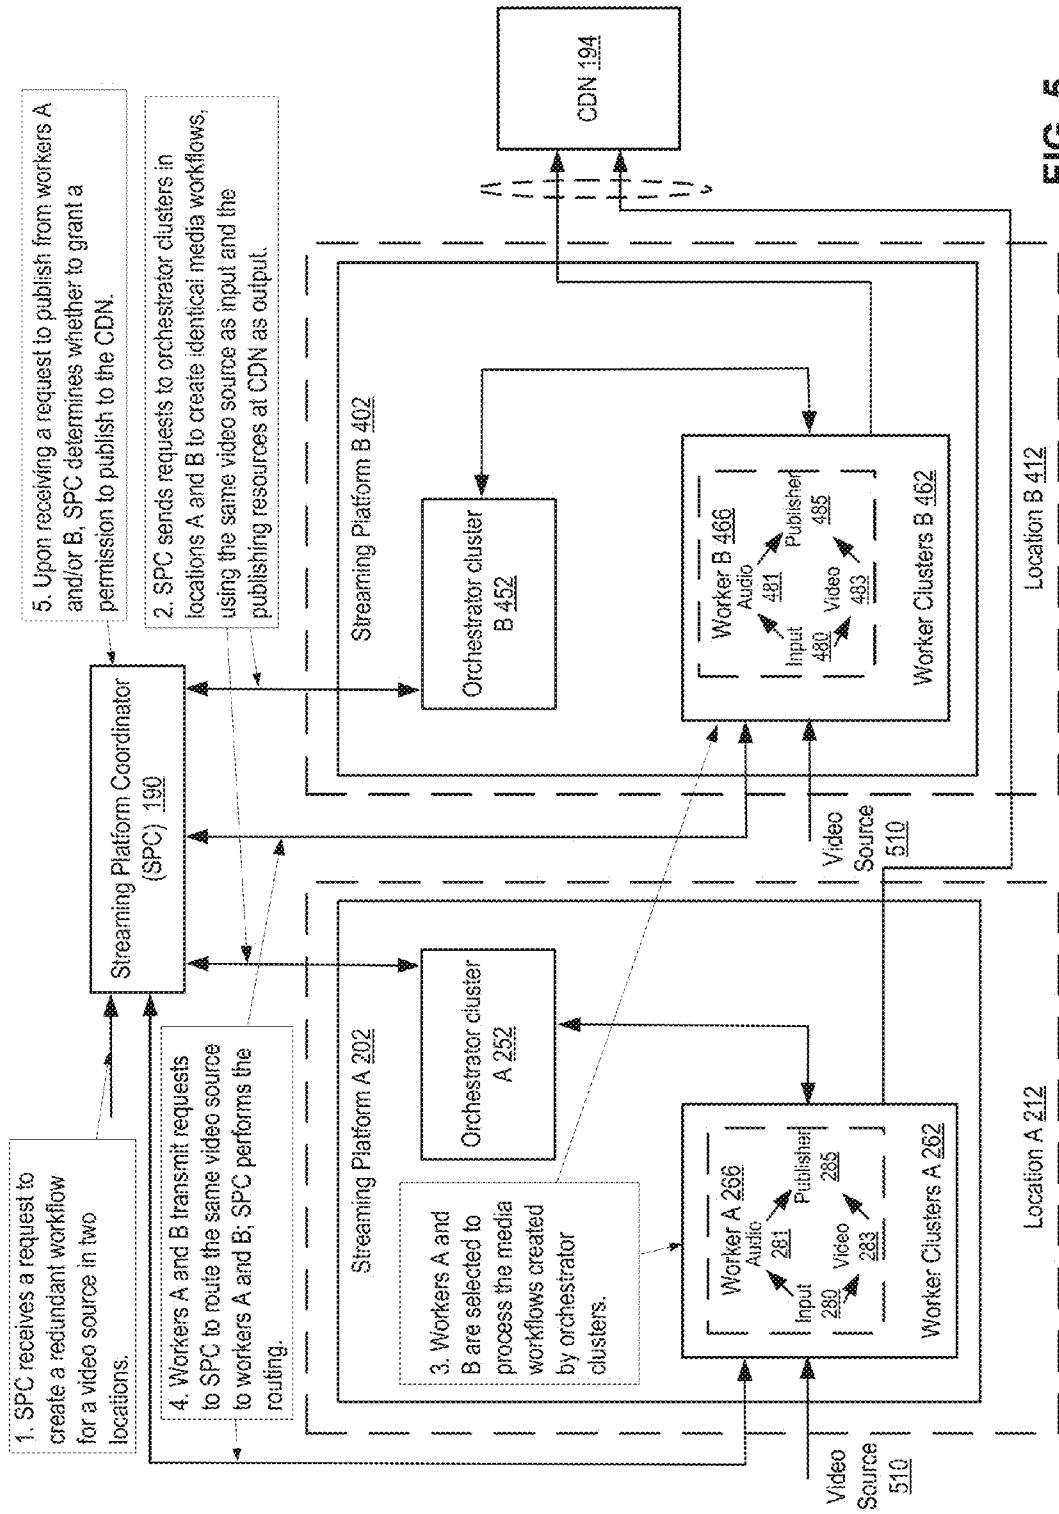 1. SPC receives a request to
create a redundant workflow
for a video source in two
locations.
5. Upon receiving a request to publish from workers A
and/or B, SPC determines whether to grant a
permission to publish to the CDN.
Streaming Platform Coordinator
(SPC) 190
2. SPC sends requests to orchestrator clusters in
locations A and B to create identical media workflows,
using the same video source as input and the
publishing resources at CDN as output.
4. Workers A and B transmit requests
to SPC to route the same video source
to workers A and B; SPC performs the
routing.
Streaming Platform A 202
Orchestrator cluster
A 252
3. Workers A and
B are selected to
process the media
workflows created
by orchestrator
clusters.
Worker A 266
Audio
281
Input
280
Video
283
Publisher
285
Worker Clusters A 262
Location A 212
Video
Source
510
Streaming Platform B 402
Orchestrator cluster
B 452
Worker B 466
Audio
481
Input
480
Video
483
Publisher
485
Worker Clusters B 462
Location B 412
Video
Source
510
CDN 194
FIG. 5